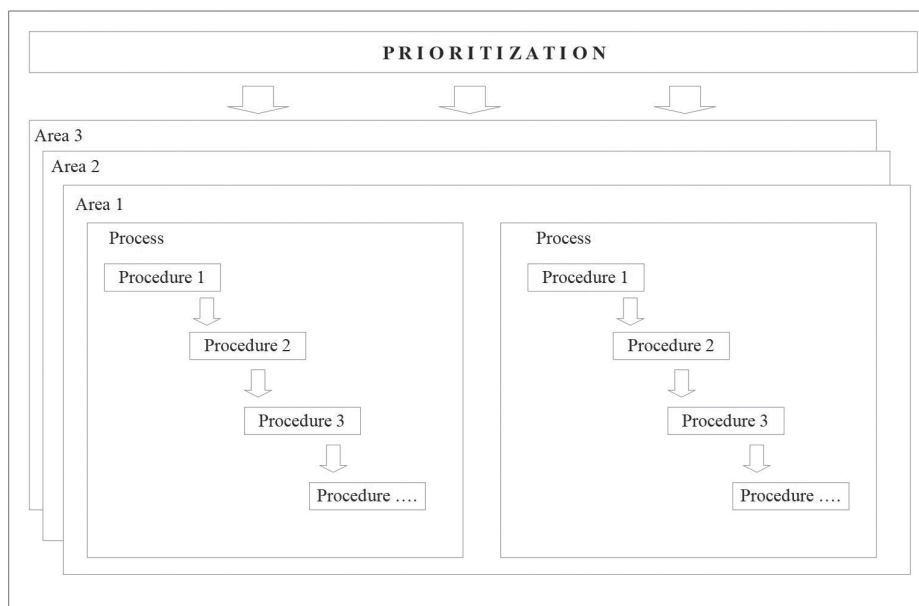 PRIORITIZATION
Area 3
Area 2
Area 1
Process
Procedure 1
Procedure 2
Procedure 3
Procedure ....
Process
Procedure 1
Procedure 2
Procedure 3
Procedure ....